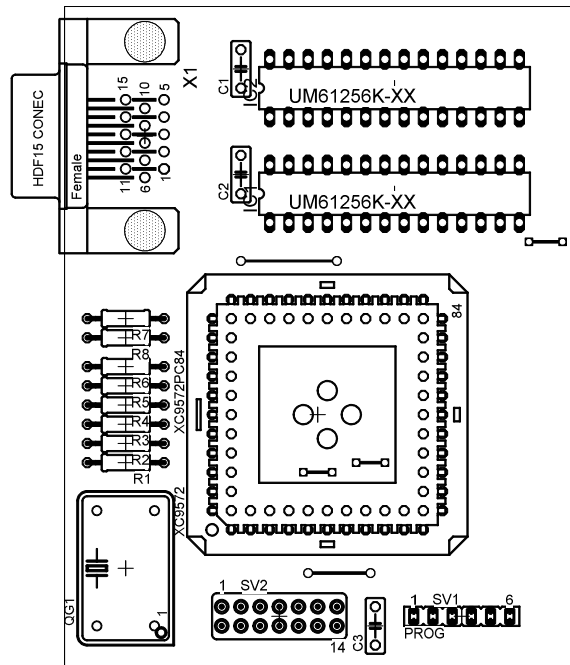 X1
15
10
5
11
6
1
HDF15 CONEC
Female
C1
UM61256K-XX
C2
UM61256K-XX
84
R7
R8
R6
R5
R4
R3
R2
R1
XC9572PC84
XC9572
QG1
1
1 SV2
14
C3
1 SV1 6
PROG